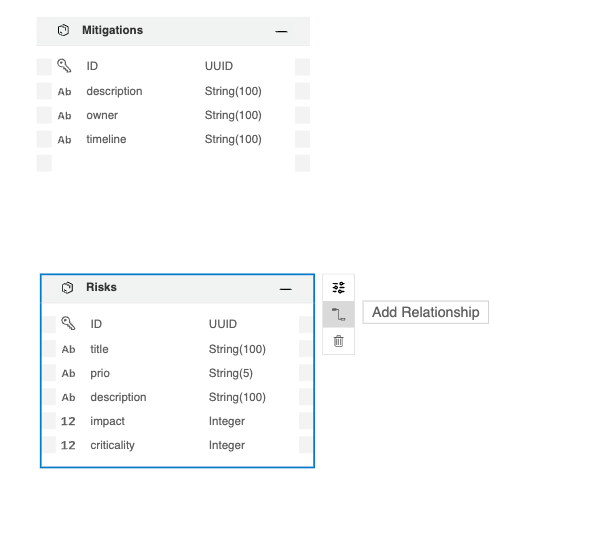 Mitigations
ID UUID
Ab description String(100)
Ab owner String(100)
Ab timeline String(100)
Risks
ID UUID
Add Relationship
Ab title String(100)
Ab prio String(5)
Ab description String(100)
12 impact Integer
12 criticality Integer